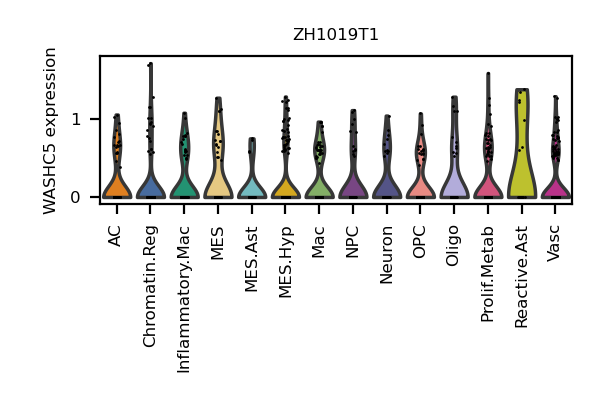 ZH1019T1
WASHC5 expression
1
0
AC
Chromatin.Reg
Inflammatory.Mac
MES
MES.Ast
MES.Hyp
Mac
NPC
Neuron
OPC
Oligo
Prolif.Metab
Reactive.Ast
Vasc